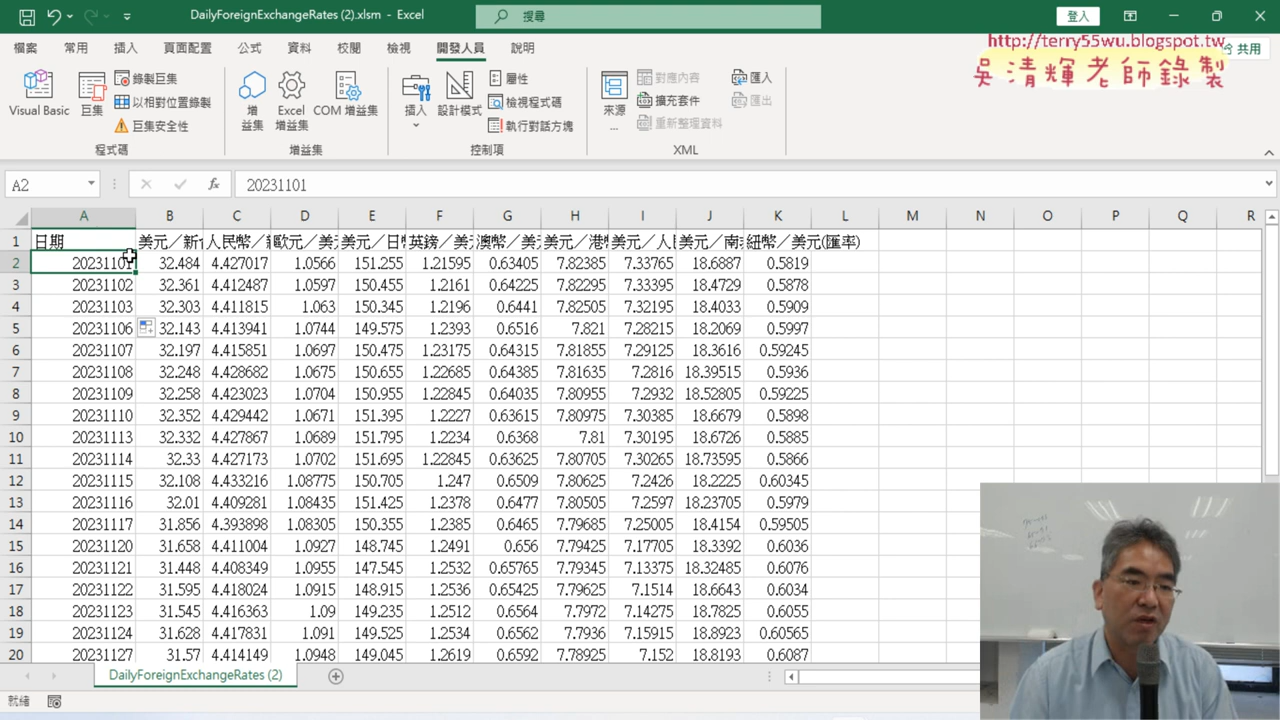 DailyForeignExchangeRates (2).xlsm - Excel
搜尋
登入
檔案 常用 插入 頁面配置 公式 資料 校閱 檢視 開發人員 說明
共用
http://terry55wu.blogspot.tw
吳清輝老師錄製
Visual Basic
巨集
錄製巨集
以相對位置錄製
巨集安全性
程式碼
增益集
Excel 增益集
COM 增益集
增益集
插入
設計模式
屬性
檢視程式碼
執行對話方塊
控制項
來源...
對應內容
擴充套件
重新整理資料
匯入
匯出
XML
A2
fx
20231101
A B C D E F G H I J K L M N O P Q R
1 日期 美元／新 人民幣／ 歐元／美 美元／日 英鎊／美 澳幣／美 美元／港 美元／人 美元／南 紐幣／美元(匯率)
2 20231101 32.484 4.427017 1.0566 151.255 1.21595 0.63405 7.82385 7.33765 18.6887 0.5819
3 20231102 32.361 4.412487 1.0597 150.455 1.2161 0.64225 7.82295 7.33395 18.4729 0.5878
4 20231103 32.303 4.411815 1.063 150.345 1.2196 0.6441 7.82505 7.32195 18.4033 0.5909
5 20231106 32.143 4.413941 1.0744 149.575 1.2393 0.6516 7.821 7.28215 18.2069 0.5997
6 20231107 32.197 4.415851 1.0697 150.475 1.23175 0.64315 7.81855 7.29125 18.3616 0.59245
7 20231108 32.248 4.428682 1.0675 150.655 1.22685 0.64385 7.81635 7.2816 18.39515 0.5936
8 20231109 32.258 4.423023 1.0704 150.955 1.22845 0.64035 7.80955 7.2932 18.52805 0.59225
9 20231110 32.352 4.429442 1.0671 151.395 1.2227 0.63615 7.80975 7.30385 18.6679 0.5898
10 20231113 32.332 4.427867 1.0689 151.795 1.2234 0.6368 7.81 7.30195 18.6726 0.5885
11 20231114 32.33 4.427173 1.0702 151.695 1.22845 0.63625 7.80705 7.30265 18.73595 0.5866
12 20231115 32.108 4.433216 1.08775 150.705 1.247 0.6509 7.80625 7.2426 18.2225 0.60345
13 20231116 32.01 4.409281 1.08435 151.425 1.2378 0.6477 7.80505 7.2597 18.23705 0.5979
14 20231117 31.856 4.393898 1.08305 150.355 1.2385 0.6465 7.79685 7.25005 18.4154 0.59505
15 20231120 31.658 4.411004 1.0927 148.745 1.2491 0.656 7.79425 7.17705 18.3392 0.6036
16 20231121 31.448 4.408349 1.0955 147.545 1.2532 0.65765 7.79345 7.13375 18.32485 0.6076
17 20231122 31.595 4.418024 1.0915 148.915 1.2536 0.65425 7.79625 7.1514 18.6643 0.6034
18 20231123 31.545 4.416363 1.09 149.235 1.2512 0.6564 7.7972 7.14275 18.7825 0.6055
19 20231124 31.628 4.417831 1.091 149.525 1.2534 0.6562 7.7936 7.15915 18.8923 0.60565
20 20231127 31.57 4.414149 1.0948 149.045 1.2619 0.6592 7.78925 7.152 18.8193 0.6087
DailyForeignExchangeRates (2)
就緒